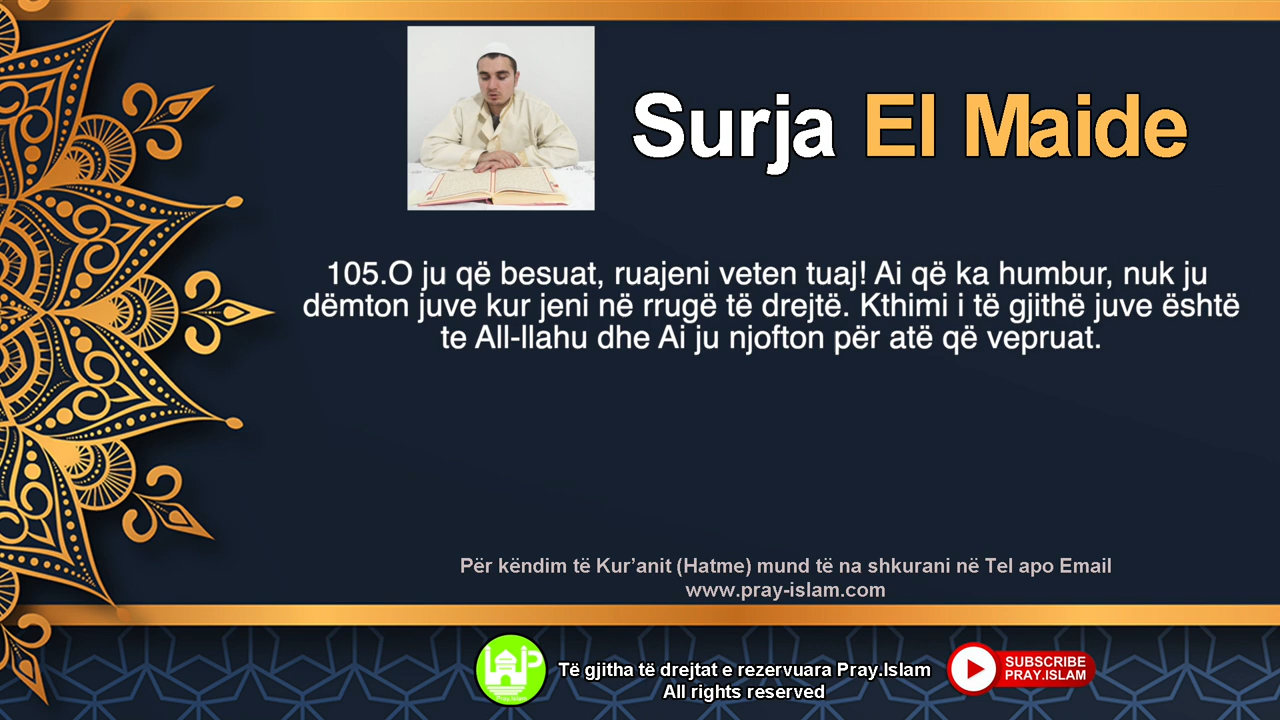 Surja El Maide
105.O ju që besuat, ruajeni veten tuaj! Ai që ka humbur, nuk ju
dëmton juve kur jeni në rrugë të drejtë. Kthimi i të gjithë juve është
te All-llahu dhe Ai ju njofton për atë që vepruat.
Për këndim të Kur’anit (Hatme) mund të na shkurani në Tel apo Email
www.pray-islam.com
Pray Islam
Të gjitha të drejtat e rezervuara Pray.Islam
All rights reserved
SUBSCRIBE
PRAY.ISLAM